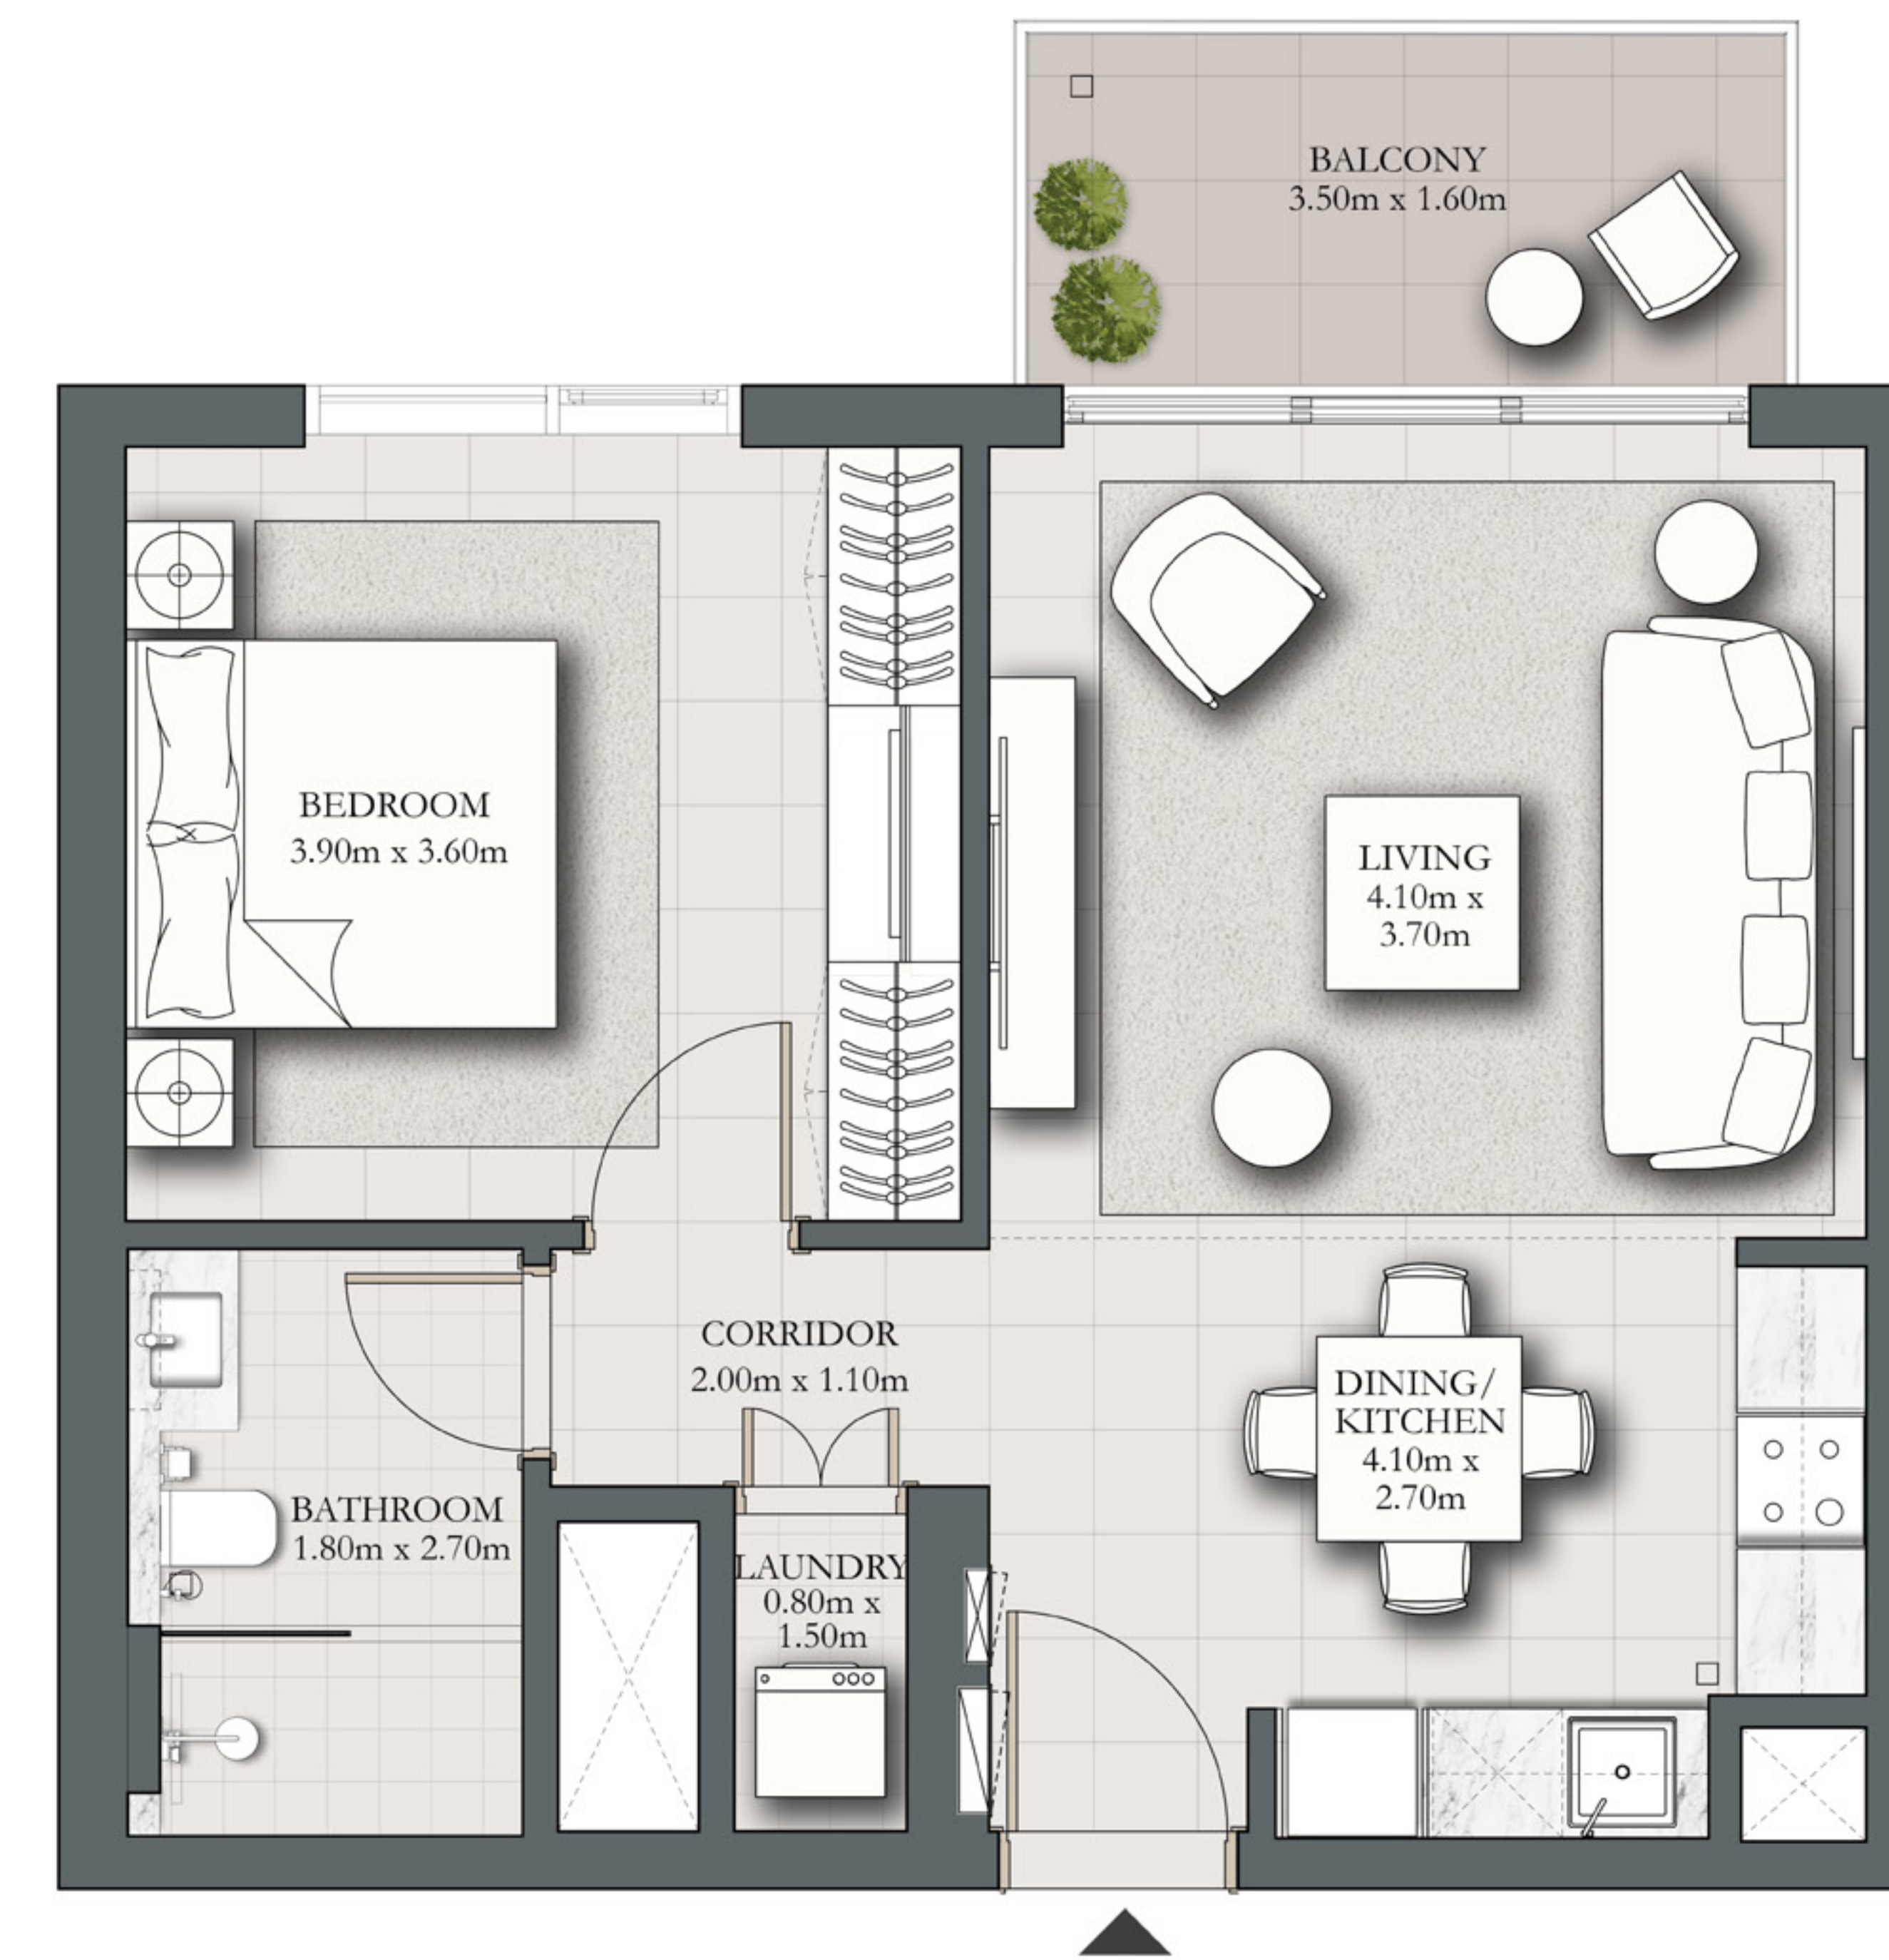 BALCONY
3.50m x 1.60m
BEDROOM
3.90m x 3.60m
LIVING
4.10m x
3.70m
CORRIDOR
2.00m x 1.10m
DINING/
KITCHEN
4.10m x
2.70m
BATHROOM
1.80m x 2.70m
LAUNDRY
0.80m x
1.50m